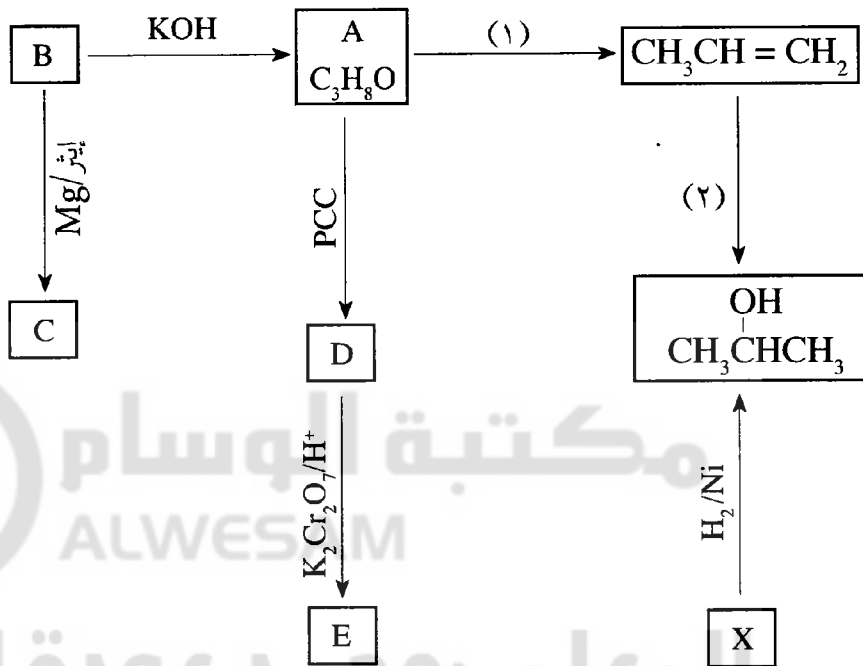 B
KOH
A
C₃H₈O
(١)
CH₃CH = CH₂
Mg/إيثر
PCC
(٢)
C
D
OH
CH₃CHCH₃
K₂Cr₂O₇/H⁺
H₂/Ni
E
X
مكتبة الوسام
ALWESAM